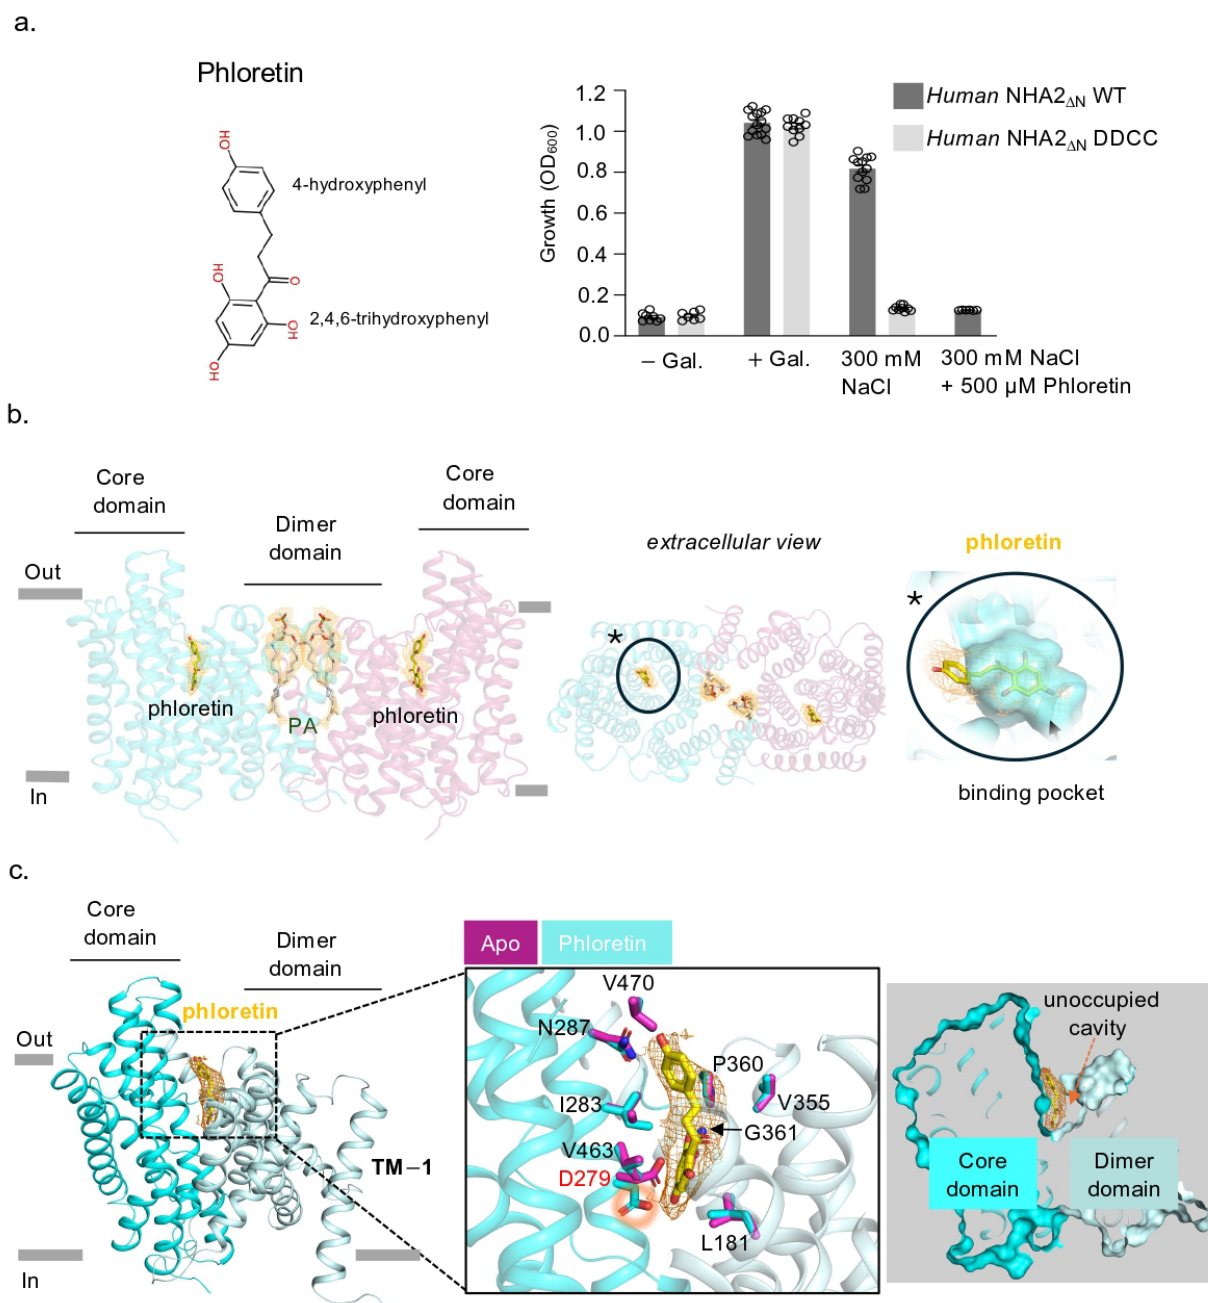 a.
Phloretin
OH
4-hydroxyphenyl
OH
O
OH
2,4,6-trihydroxyphenyl
HO
Growth (OD600)
1.2
1.0
0.8
0.6
0.4
0.2
0.0
Human NHA2ΔN WT
Human NHA2ΔN DDCC
− Gal.
+ Gal.
300 mM
NaCl
300 mM NaCl
+ 500 µM Phloretin
b.
Core
domain
Dimer
domain
Core
domain
Out
phloretin
PA
phloretin
In
extracellular view
*
phloretin
*
binding pocket
c.
Core
domain
Dimer
domain
phloretin
Out
TM−1
In
Apo
Phloretin
V470
N287
P360
I283
V355
G361
V463
D279
L181
unoccupied
cavity
Core
domain
Dimer
domain